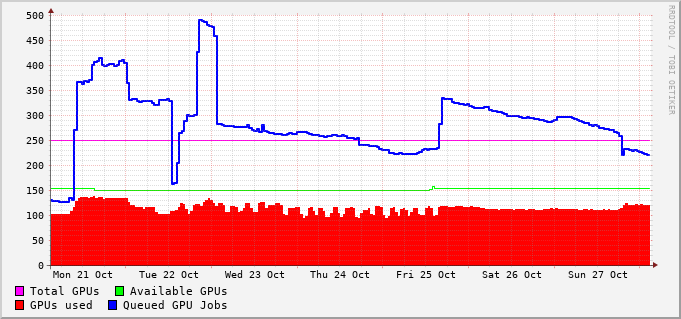 500
450
400
350
300
250
200
150
100
50
0
Mon 21 Oct Tue 22 Oct Wed 23 Oct Thu 24 Oct Fri 25 Oct Sat 26 Oct Sun 27 Oct
Total GPUs Available GPUs
GPUs used Queued GPU Jobs
RRDTOOL / TOBI OETIKER